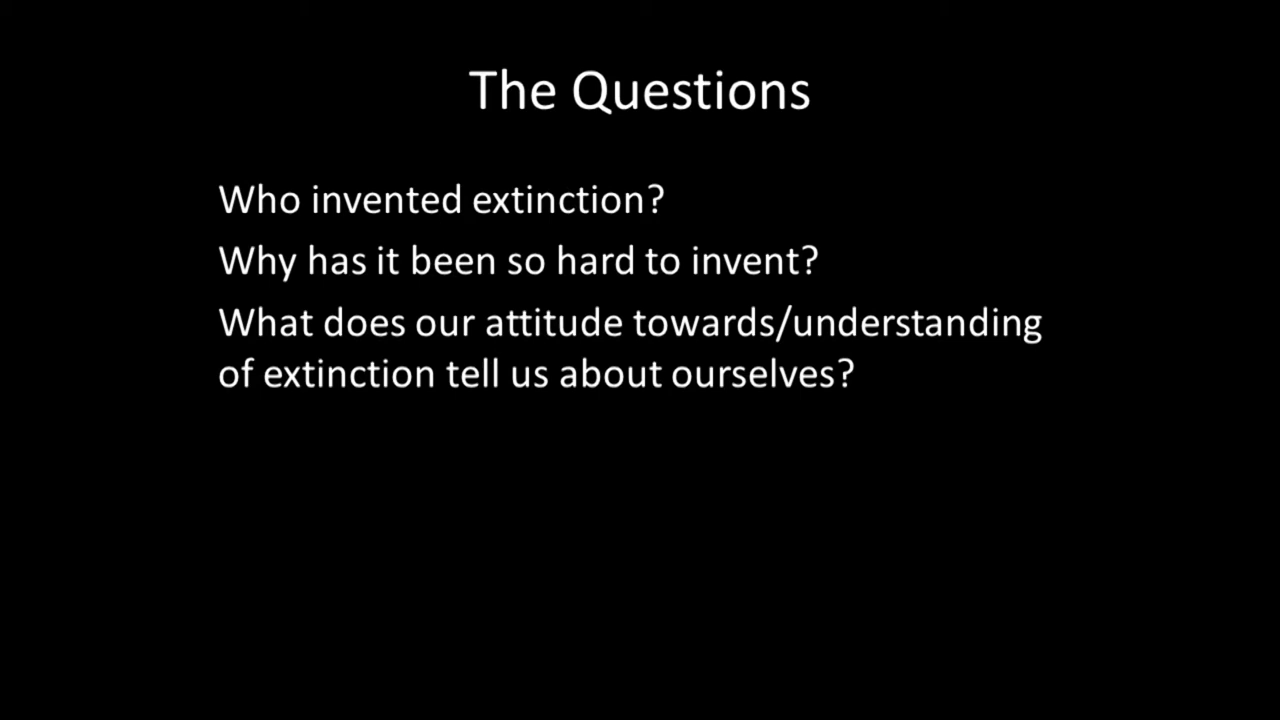 The Questions
Who invented extinction?
Why has it been so hard to invent?
What does our attitude towards/understanding
of extinction tell us about ourselves?